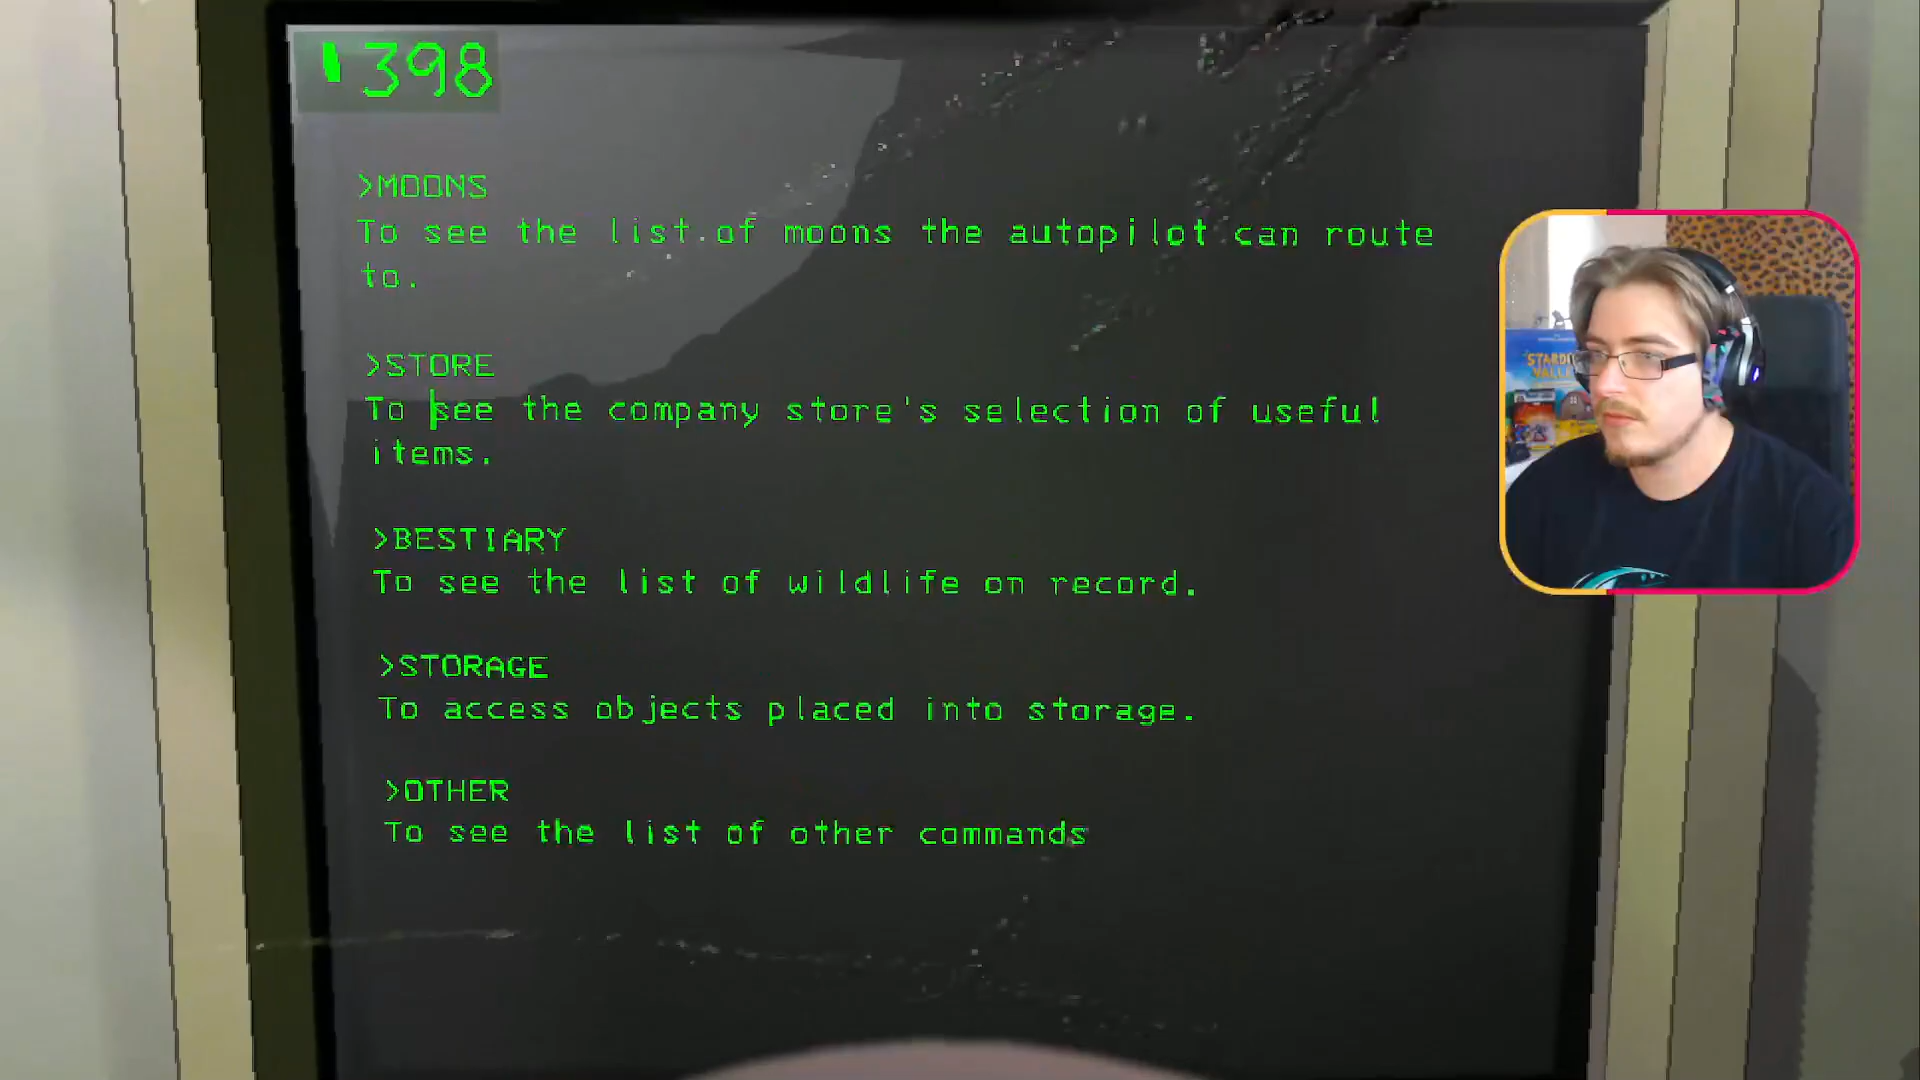 398
>MOONS
To see the list of moons the autopilot can route
to.
>STORE
To see the company store's selection of useful
items.
>BESTIARY
To see the list of wildlife on record.
>STORAGE
To access objects placed into storage.
>OTHER
To see the list of other commands
STARDEW
VALLEY